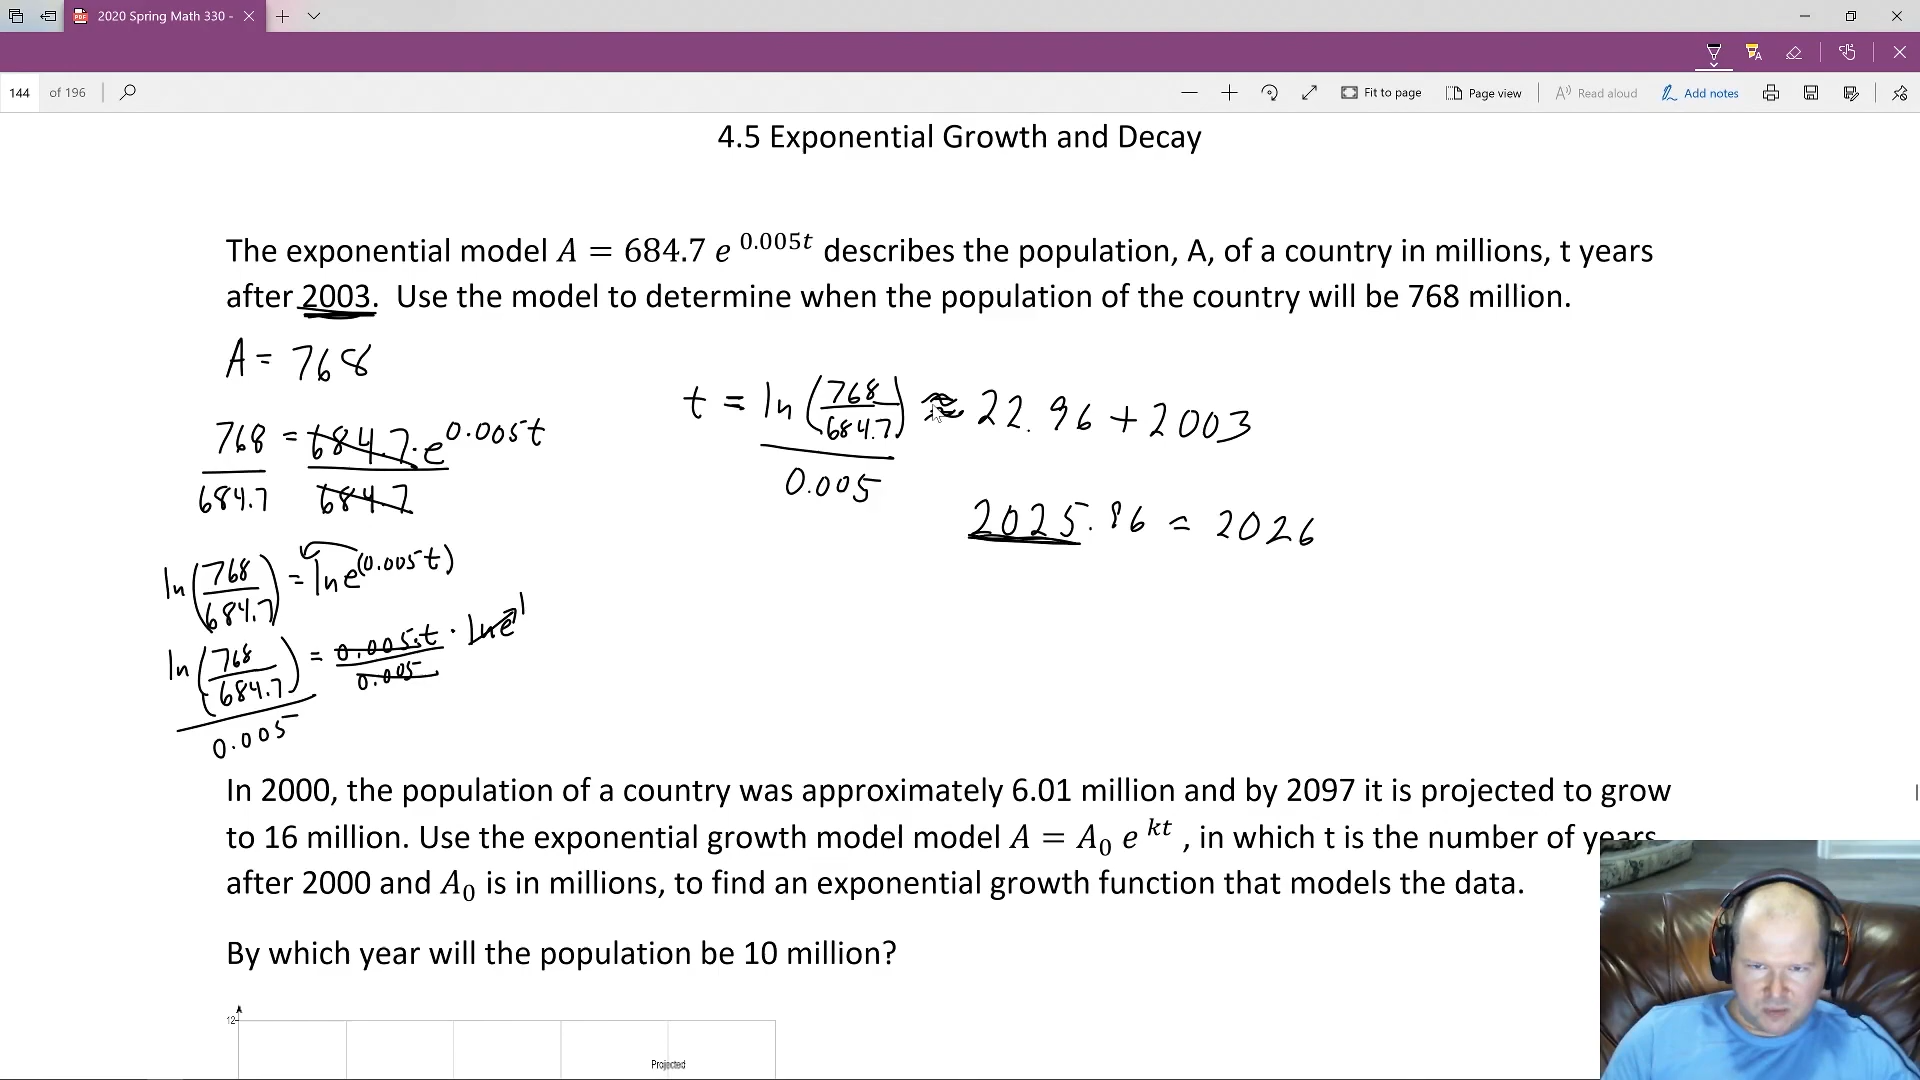 2020 Spring Math 330 -
144 of 196
Fit to page
Page view
Read aloud
Add notes
4.5 Exponential Growth and Decay
The exponential model A = 684.7 e ^0.005t describes the population, A, of a country in millions, t years
after 2003. Use the model to determine when the population of the country will be 768 million.
A = 768
768/684.7 = 684.7·e^0.005t/684.7
ln(768/684.7) = ln e^(0.005t)
ln(768/684.7)/0.005 = 0.005·t/0.005 · ln e 1
t = ln(768/684.7)/0.005 ≈ 22.96 + 2003
2025.96 = 2026
In 2000, the population of a country was approximately 6.01 million and by 2097 it is projected to grow
to 16 million. Use the exponential growth model model A = A₀ e ^kt , in which t is the number of years
after 2000 and A₀ is in millions, to find an exponential growth function that models the data.
By which year will the population be 10 million?
12
Projected